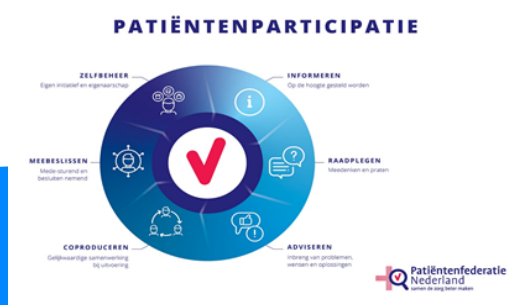 PATIËNTENPARTICIPATIE
ZELFBEHEER
Eigen initiatief en eigenaarschap
INFORMEREN
Op de hoogte gesteld worden
MEEBESLISSEN
Mede-sturend en
besluiten nemend
RAADPLEGEN
Meedenken en praten
COPRODUCEREN
Gelijkwaardige samenwerking
bij uitvoering
ADVISEREN
Inbreng van problemen,
wensen en oplossingen
Patiëntenfederatie
Nederland
samen de zorg beter maken